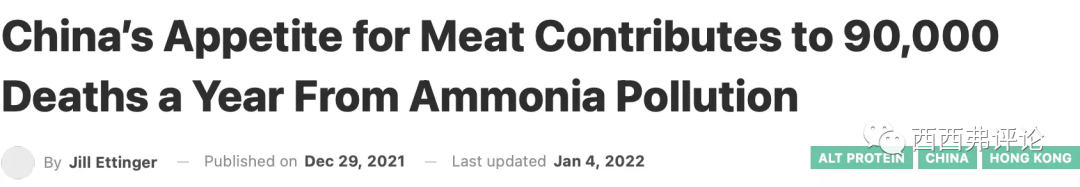 China’s Appetite for Meat Contributes to 90,000
Deaths a Year From Ammonia Pollution
By Jill Ettinger — Published on Dec 29, 2021 — Last updated Jan 4, 2022
西西弗评论
ALT PROTEIN CHINA HONG KONG